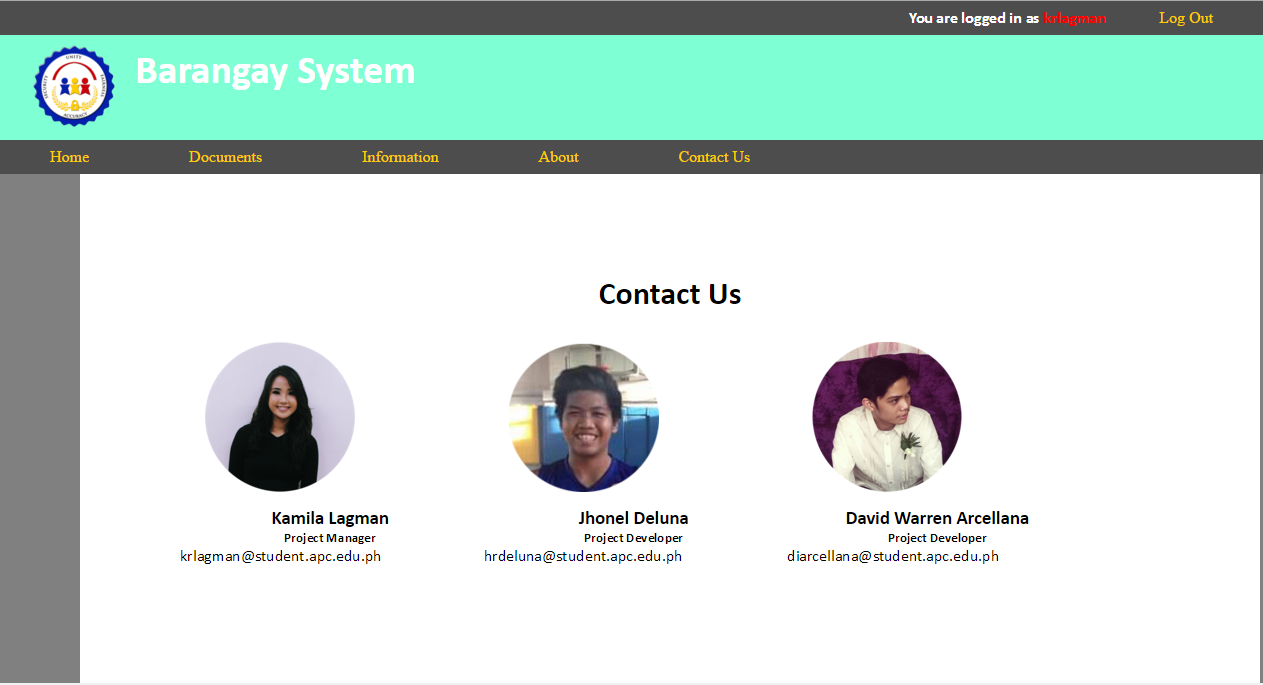 You are logged in as krlagman Log Out
UNITY
SECURITY
FAIRNESS
ACCURACY
Barangay System
Home Documents Information About Contact Us
Contact Us
Kamila Lagman Jhonel Deluna David Warren Arcellana
Project Manager Project Developer Project Developer
krlagman@student.apc.edu.ph hrdeluna@student.apc.edu.ph diarcellana@student.apc.edu.ph